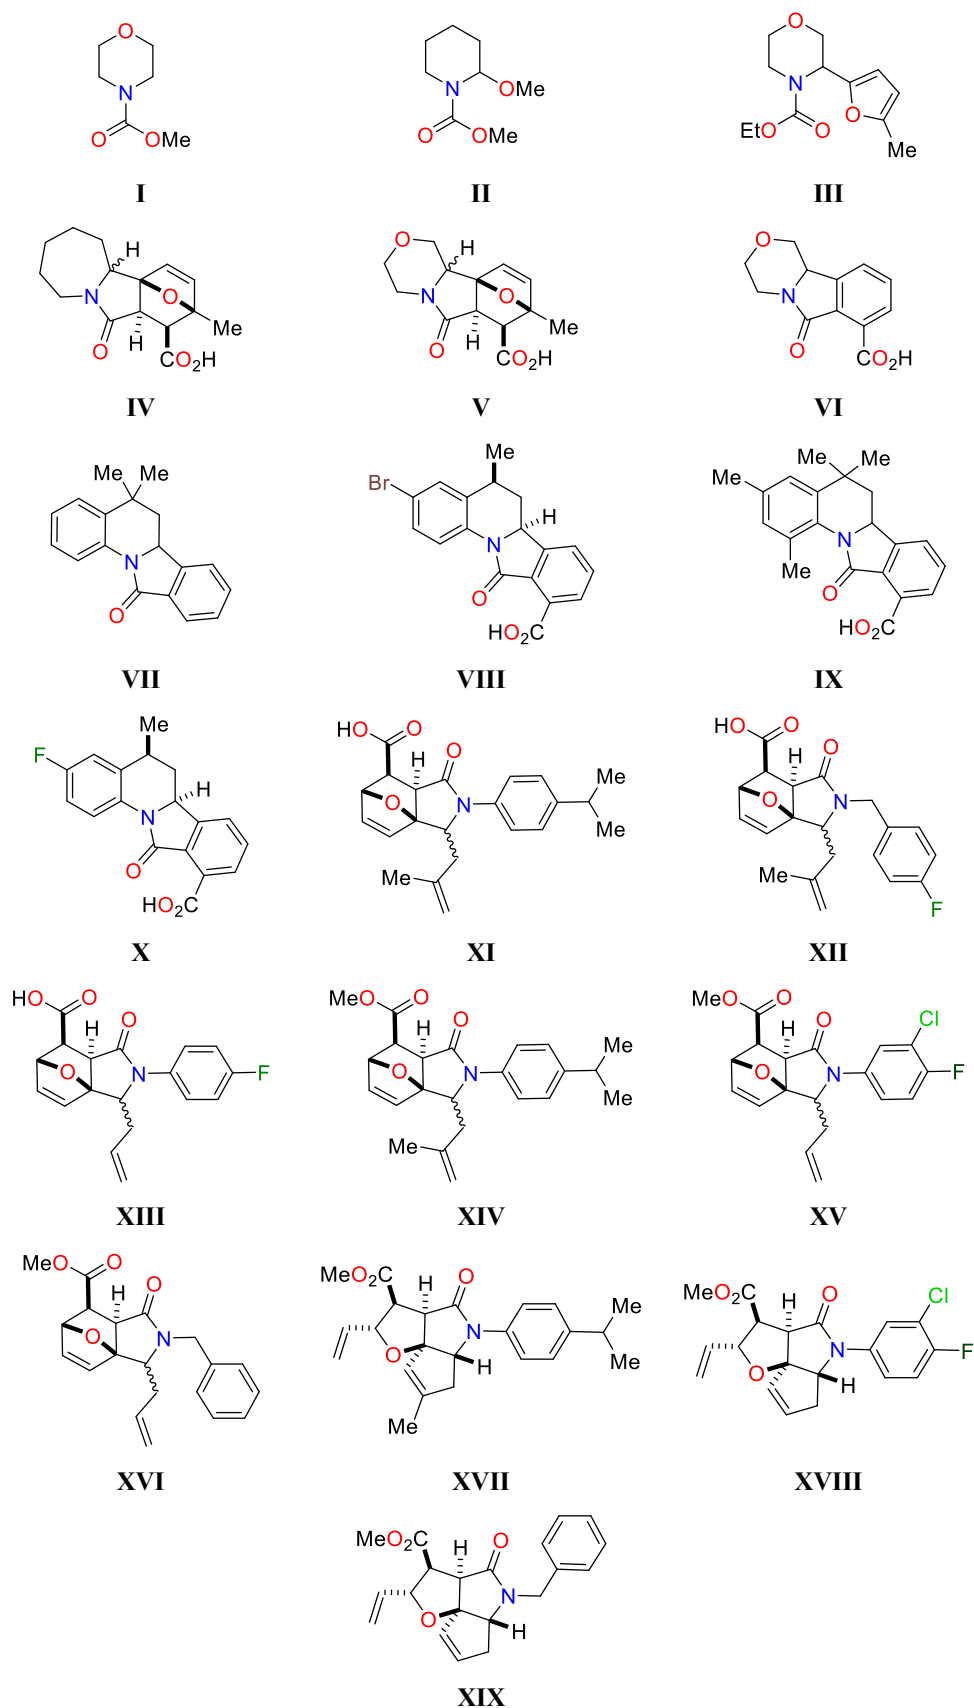 O
N
O OMe
I
N OMe
O OMe
II
O
N
EtO O O
Me
III
H
N O
Me
O H
CO2H
IV
O H
N O
Me
O H
CO2H
V
O
N
O
CO2H
VI
Me Me
N
O
VII
Me
Br
H
N
O
HO2C
VIII
Me Me Me
N
Me
O
HO2C
IX
Me
F
H
N
O
HO2C
X
HO O
H O
O N
Me
Me
Me
XI
HO O
H O
O N
Me
F
XII
HO O
H O
O N F
XIII
MeO O
H O
O N
Me
Me
Me
XIV
MeO O
H O Cl
O N F
XV
MeO O
H O
O N
XVI
MeO2C H O
Me
N
O H Me
Me
XVII
MeO2C H O Cl
N F
O H
XVIII
MeO2C H O
N
O H
XIX